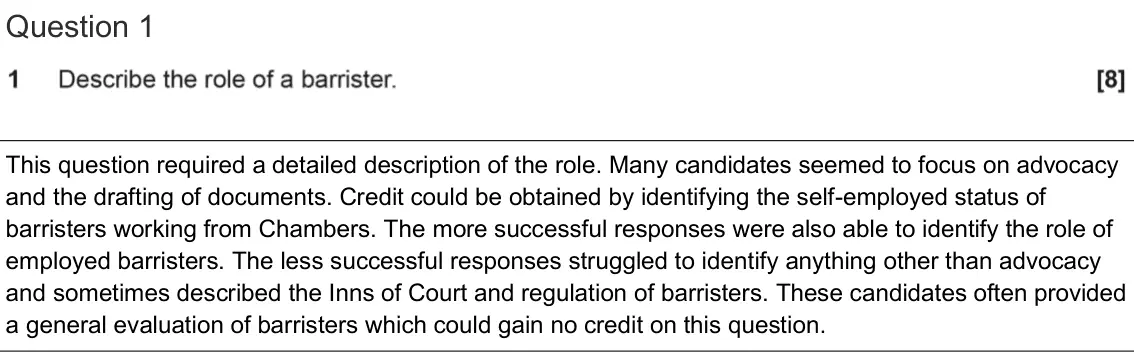 Question 1
1 Describe the role of a barrister. [8]
This question required a detailed description of the role. Many candidates seemed to focus on advocacy
and the drafting of documents. Credit could be obtained by identifying the self-employed status of
barristers working from Chambers. The more successful responses were also able to identify the role of
employed barristers. The less successful responses struggled to identify anything other than advocacy
and sometimes described the Inns of Court and regulation of barristers. These candidates often provided
a general evaluation of barristers which could gain no credit on this question.